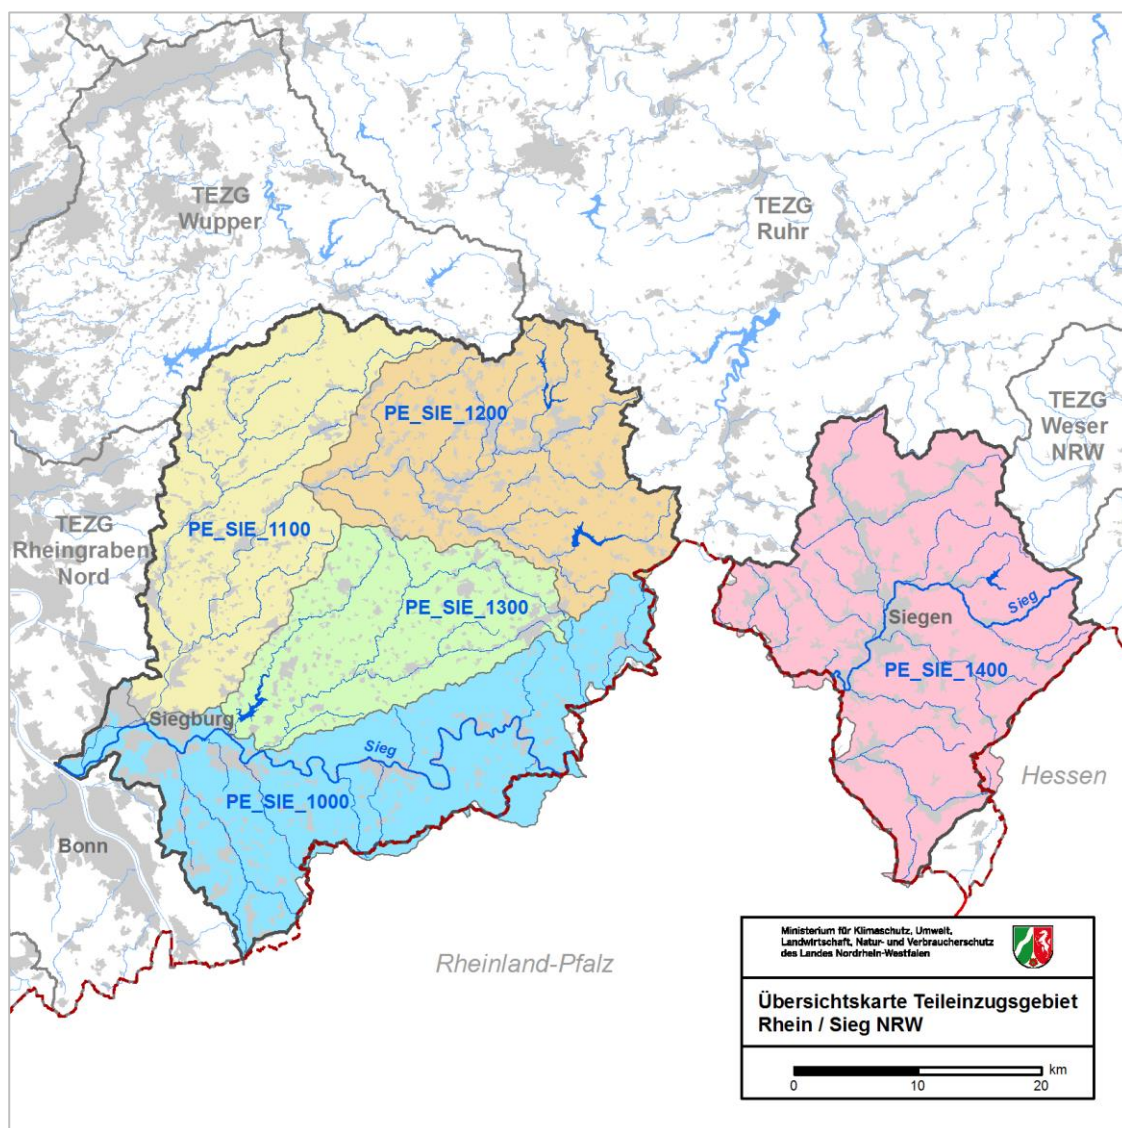 TEZG
Wupper
TEZG
Ruhr
TEZG
Weser
NRW
PE_SIE_1200
TEZG
Rheingraben
Nord
PE_SIE_1100
PE_SIE_1300
Sieg
Siegen
PE_SIE_1400
Siegburg
Sieg
PE_SIE_1000
Hessen
Bonn
Rheinland-Pfalz
Ministerium für Klimaschutz, Umwelt,
Landwirtschaft, Natur- und Verbraucherschutz
des Landes Nordrhein-Westfalen
Übersichtskarte Teileinzugsgebiet
Rhein / Sieg NRW
km
0 10 20